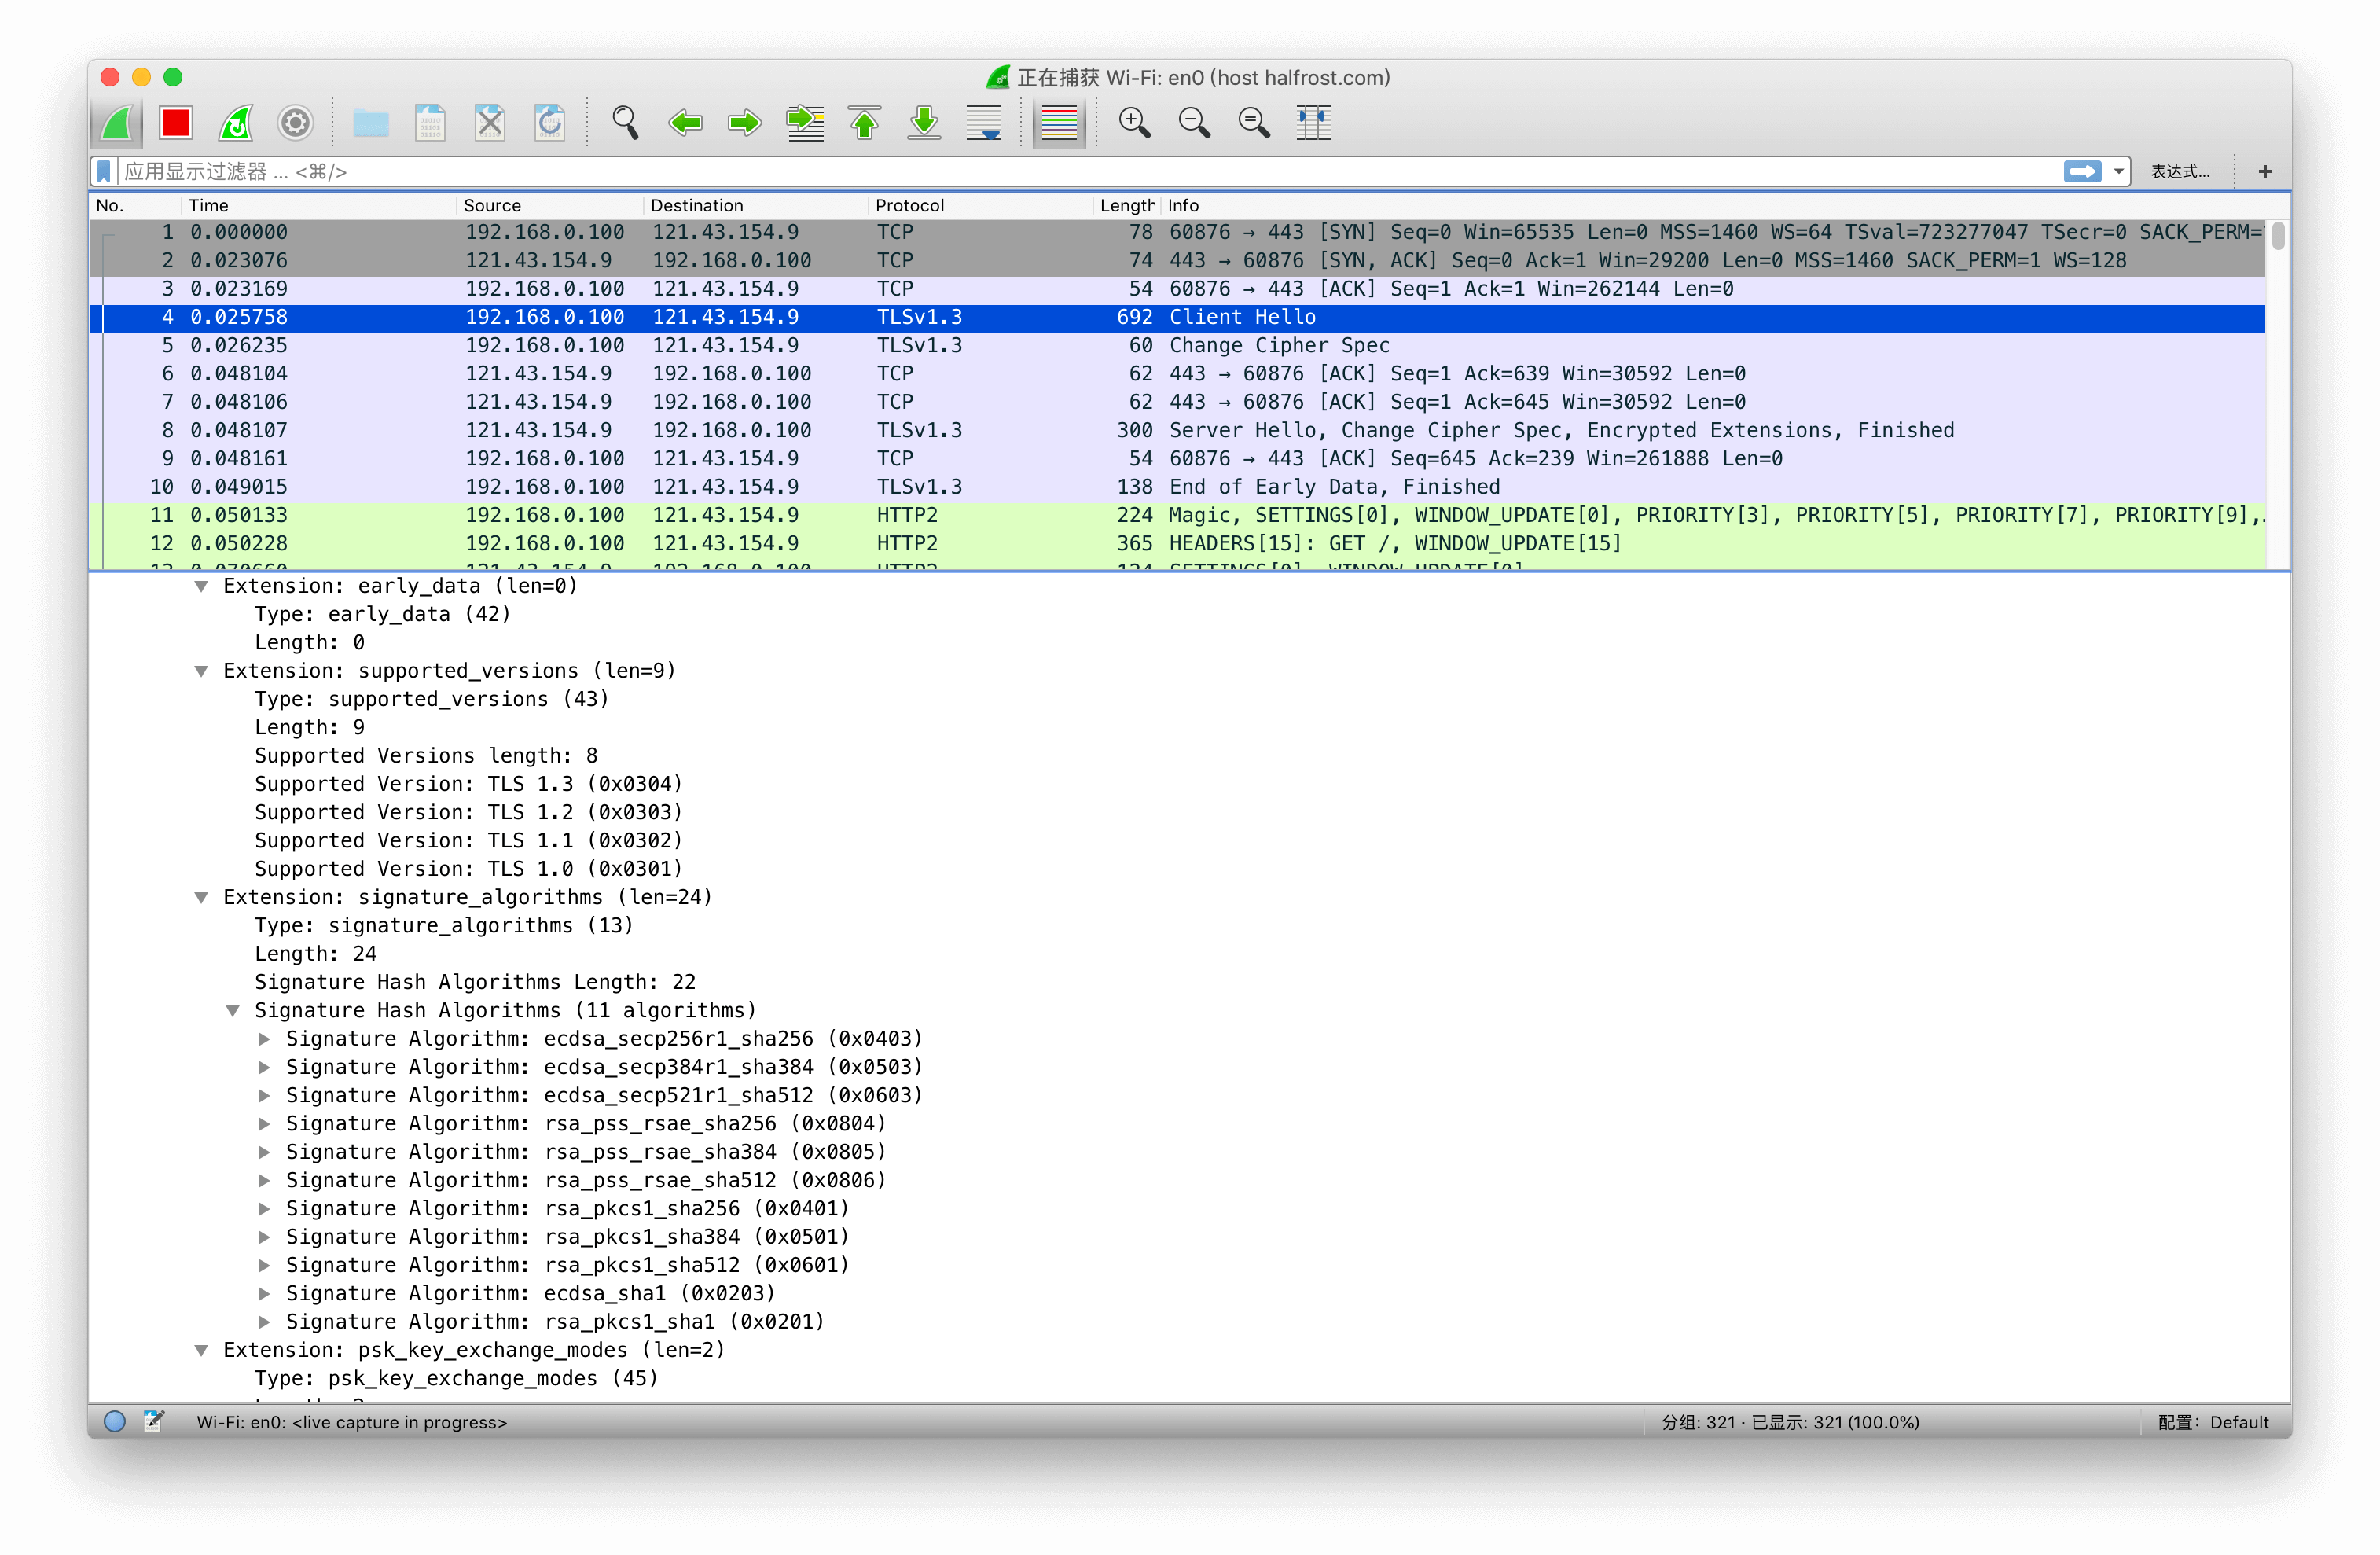 正在捕获 Wi-Fi: en0 (host halfrost.com)
应用显示过滤器 ... <⌘/>
表达式...
+
No. Time Source Destination Protocol Length Info
1 0.000000 192.168.0.100 121.43.154.9 TCP 78 60876 → 443 [SYN] Seq=0 Win=65535 Len=0 MSS=1460 WS=64 TSval=723277047 TSecr=0 SACK_PERM=
2 0.023076 121.43.154.9 192.168.0.100 TCP 74 443 → 60876 [SYN, ACK] Seq=0 Ack=1 Win=29200 Len=0 MSS=1460 SACK_PERM=1 WS=128
3 0.023169 192.168.0.100 121.43.154.9 TCP 54 60876 → 443 [ACK] Seq=1 Ack=1 Win=262144 Len=0
4 0.025758 192.168.0.100 121.43.154.9 TLSv1.3 692 Client Hello
5 0.026235 192.168.0.100 121.43.154.9 TLSv1.3 60 Change Cipher Spec
6 0.048104 121.43.154.9 192.168.0.100 TCP 62 443 → 60876 [ACK] Seq=1 Ack=639 Win=30592 Len=0
7 0.048106 121.43.154.9 192.168.0.100 TCP 62 443 → 60876 [ACK] Seq=1 Ack=645 Win=30592 Len=0
8 0.048107 121.43.154.9 192.168.0.100 TLSv1.3 300 Server Hello, Change Cipher Spec, Encrypted Extensions, Finished
9 0.048161 192.168.0.100 121.43.154.9 TCP 54 60876 → 443 [ACK] Seq=645 Ack=239 Win=261888 Len=0
10 0.049015 192.168.0.100 121.43.154.9 TLSv1.3 138 End of Early Data, Finished
11 0.050133 192.168.0.100 121.43.154.9 HTTP2 224 Magic, SETTINGS[0], WINDOW_UPDATE[0], PRIORITY[3], PRIORITY[5], PRIORITY[7], PRIORITY[9],.
12 0.050228 192.168.0.100 121.43.154.9 HTTP2 365 HEADERS[15]: GET /, WINDOW_UPDATE[15]
Extension: early_data (len=0)
Type: early_data (42)
Length: 0
Extension: supported_versions (len=9)
Type: supported_versions (43)
Length: 9
Supported Versions length: 8
Supported Version: TLS 1.3 (0x0304)
Supported Version: TLS 1.2 (0x0303)
Supported Version: TLS 1.1 (0x0302)
Supported Version: TLS 1.0 (0x0301)
Extension: signature_algorithms (len=24)
Type: signature_algorithms (13)
Length: 24
Signature Hash Algorithms Length: 22
Signature Hash Algorithms (11 algorithms)
Signature Algorithm: ecdsa_secp256r1_sha256 (0x0403)
Signature Algorithm: ecdsa_secp384r1_sha384 (0x0503)
Signature Algorithm: ecdsa_secp521r1_sha512 (0x0603)
Signature Algorithm: rsa_pss_rsae_sha256 (0x0804)
Signature Algorithm: rsa_pss_rsae_sha384 (0x0805)
Signature Algorithm: rsa_pss_rsae_sha512 (0x0806)
Signature Algorithm: rsa_pkcs1_sha256 (0x0401)
Signature Algorithm: rsa_pkcs1_sha384 (0x0501)
Signature Algorithm: rsa_pkcs1_sha512 (0x0601)
Signature Algorithm: ecdsa_sha1 (0x0203)
Signature Algorithm: rsa_pkcs1_sha1 (0x0201)
Extension: psk_key_exchange_modes (len=2)
Type: psk_key_exchange_modes (45)
Wi-Fi: en0: <live capture in progress>
分组: 321 · 已显示: 321 (100.0%)
配置: Default